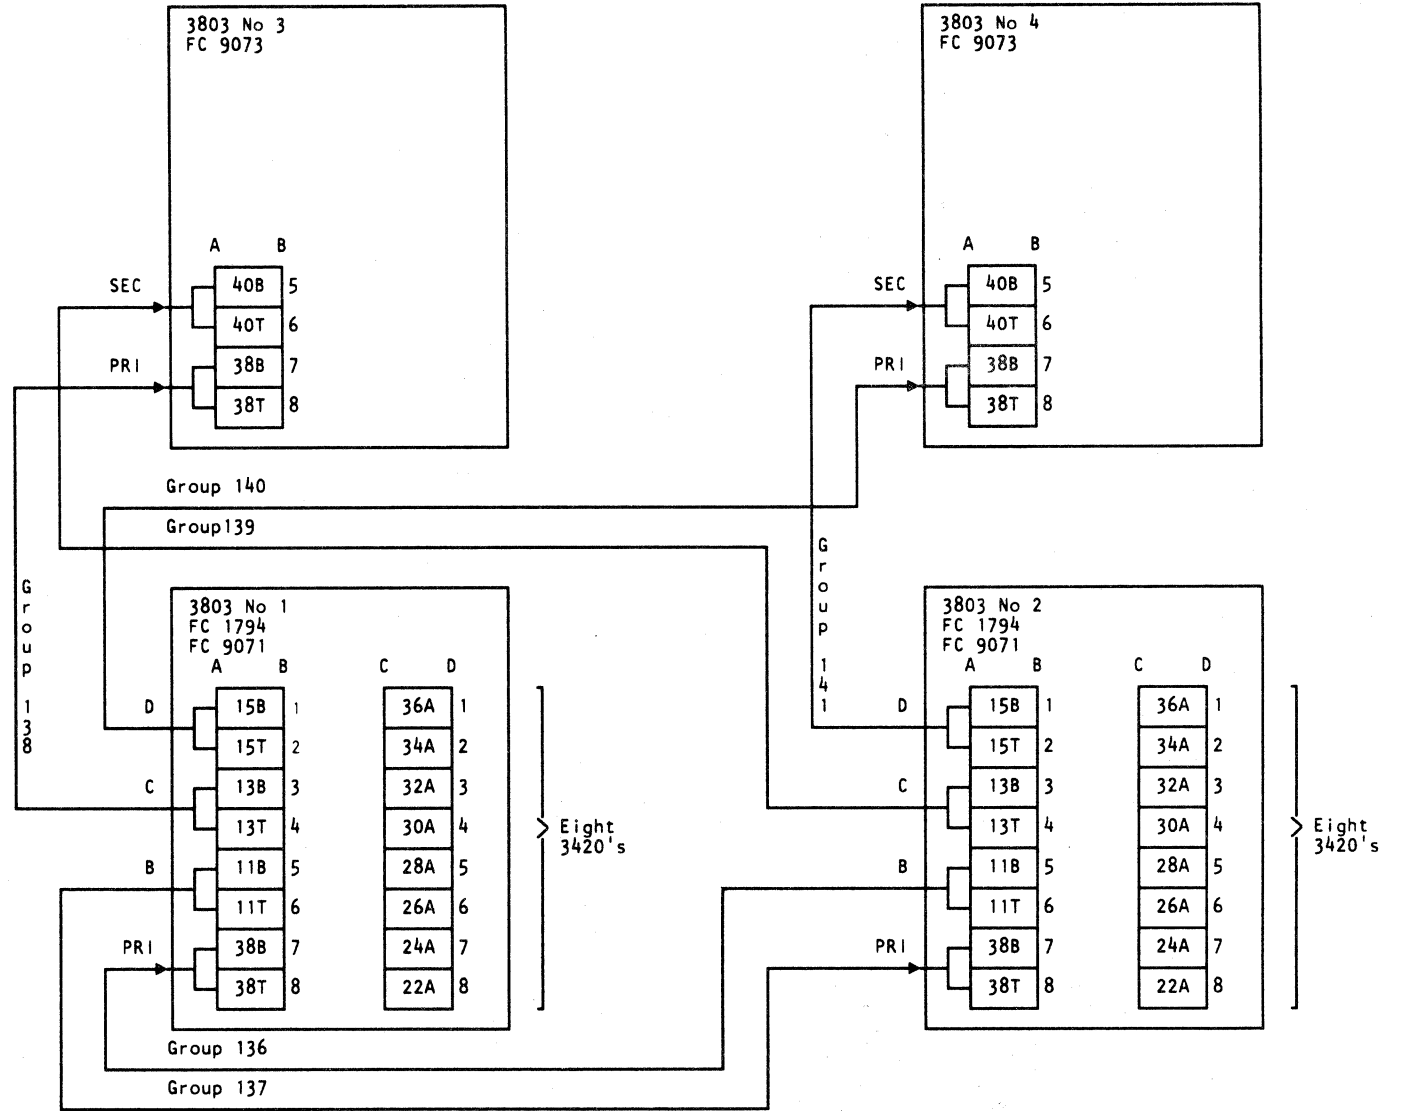 3803 No 3
FC 9073
A B
SEC
40B 5
40T 6
PRI
38B 7
38T 8
3803 No 4
FC 9073
A B
SEC
40B 5
40T 6
PRI
38B 7
38T 8
Group 140
Group139
Group 138
Group 141
3803 No 1
FC 1794
FC 9071
A B C D
D
15B 1 36A 1
15T 2 34A 2
C
13B 3 32A 3
13T 4 30A 4
B
11B 5 28A 5
11T 6 26A 6
PRI
38B 7 24A 7
38T 8 22A 8
Eight
3420's
3803 No 2
FC 1794
FC 9071
A B C D
D
15B 1 36A 1
15T 2 34A 2
C
13B 3 32A 3
13T 4 30A 4
B
11B 5 28A 5
11T 6 26A 6
PRI
38B 7 24A 7
38T 8 22A 8
Eight
3420's
Group 136
Group 137